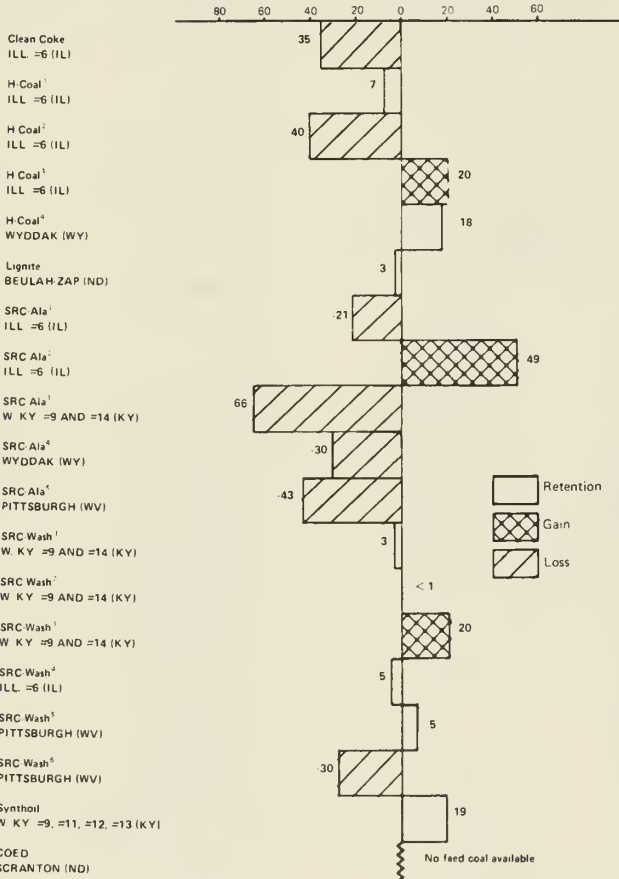 80 60 40 20 0 20 40 60
Clean Coke
ILL. =6 (IL)
35
H-Coal¹
ILL =6 (IL)
7
H Coal²
ILL =6 (IL)
40
H Coal³
ILL =6 (IL)
20
H-Coal⁴
WYDDAK (WY)
18
Lignite
BEULAH-ZAP (ND)
3
SRC-Ala¹
ILL =6 (IL)
-21
SRC Ala²
ILL =6 (IL)
49
SRC Ala³
W KY =9 AND =14 (KY)
66
SRC-Ala⁴
WYDDAK (WY)
-30
SRC-Ala⁵
PITTSBURGH (WV)
-43
Retention
Gain
Loss
SRC-Wash¹
W. KY =9 AND =14 (KY)
3
SRC Wash²
W KY =9 AND =14 (KY)
< 1
SRC-Wash³
W KY =9 AND =14 (KY)
20
SRC-Wash⁴
ILL. =6 (IL)
5
SRC-Wash⁵
PITTSBURGH (WV)
5
SRC-Wash⁶
PITTSBURGH (WV)
-30
Synthoil
W KY =9, =11, =12, =13 (KY)
19
COED
SCRANTON (ND)
No feed coal available